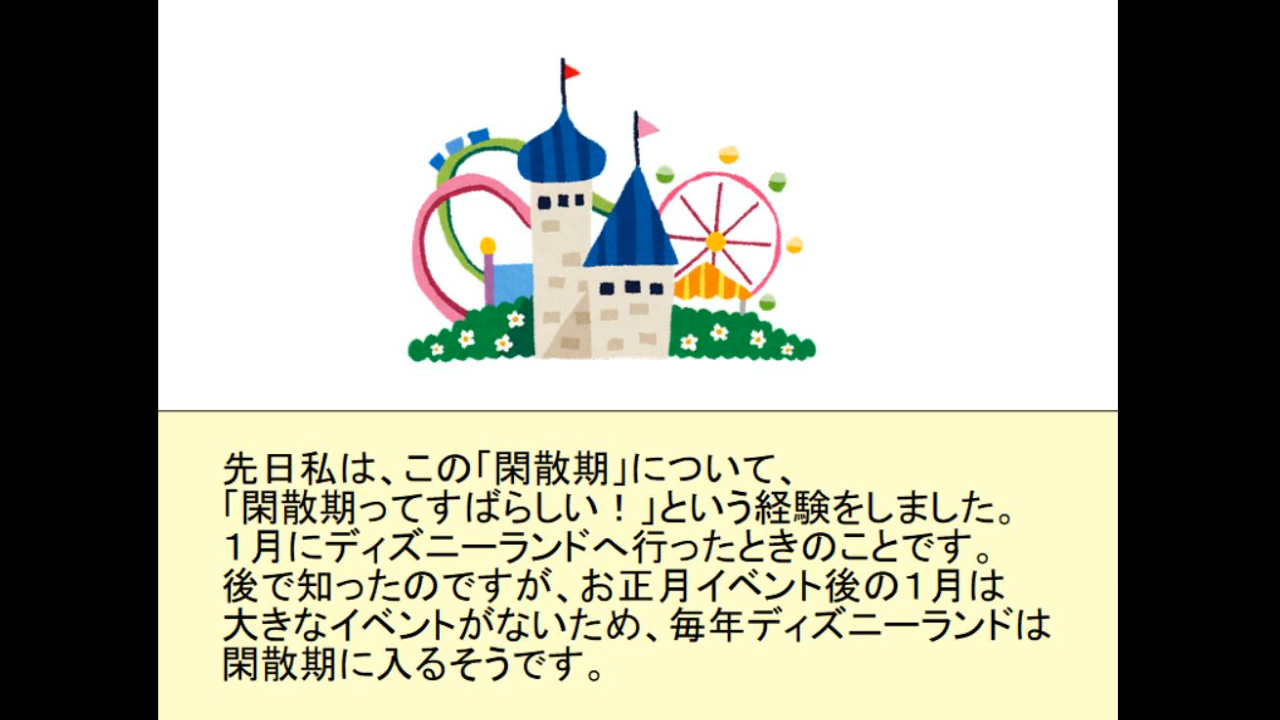 先日私は、この「閑散期」について、
「閑散期ってすばらしい！」という経験をしました。
１月にディズニーランドへ行ったときのことです。
後で知ったのですが、お正月イベント後の１月は
大きなイベントがないため、毎年ディズニーランドは
閑散期に入るそうです。